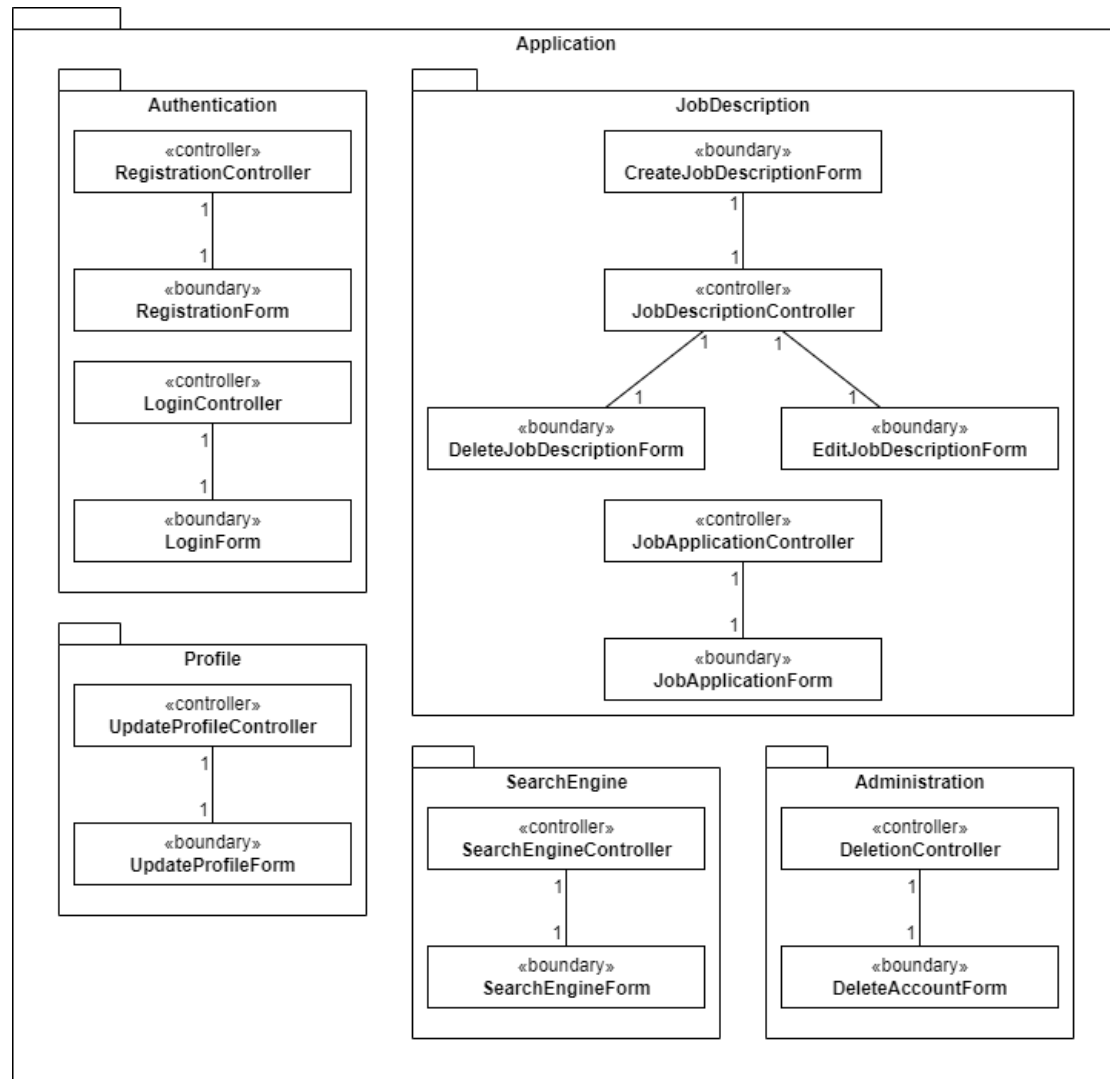 Application
Authentication
«controller»
RegistrationController
1
1
«boundary»
RegistrationForm
«controller»
LoginController
1
1
«boundary»
LoginForm
Profile
«controller»
UpdateProfileController
1
1
«boundary»
UpdateProfileForm
JobDescription
«boundary»
CreateJobDescriptionForm
1
1
«controller»
JobDescriptionController
1 1
1 1
«boundary»
DeleteJobDescriptionForm
«boundary»
EditJobDescriptionForm
«controller»
JobApplicationController
1
1
«boundary»
JobApplicationForm
SearchEngine
«controller»
SearchEngineController
1
1
«boundary»
SearchEngineForm
Administration
«controller»
DeletionController
1
1
«boundary»
DeleteAccountForm